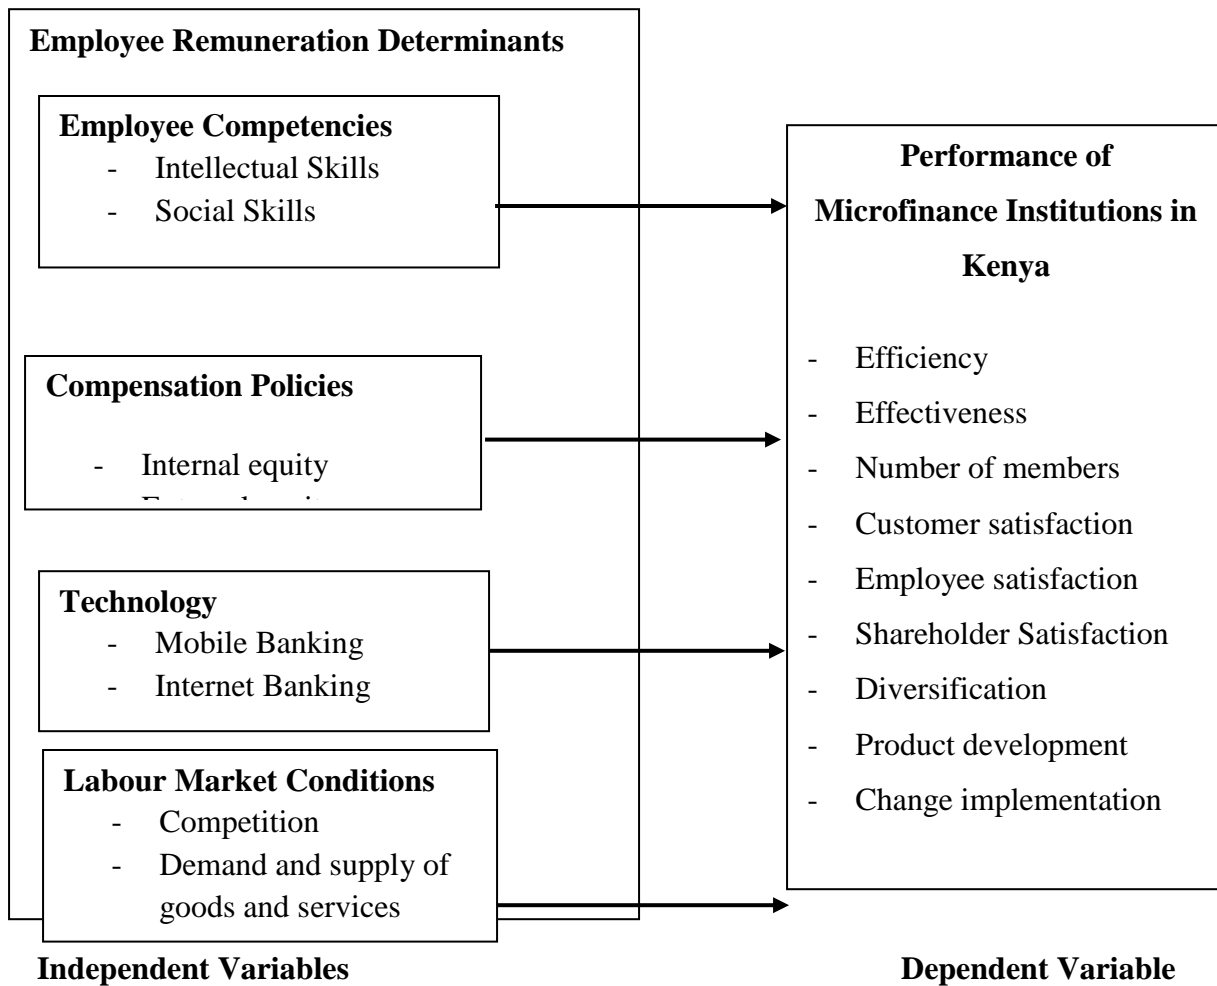 Employee Remuneration Determinants
Employee Competencies
- Intellectual Skills
- Social Skills
Compensation Policies
- Internal equity
Technology
- Mobile Banking
- Internet Banking
Labour Market Conditions
- Competition
- Demand and supply of
goods and services
Independent Variables
Performance of
Microfinance Institutions in
Kenya
- Efficiency
- Effectiveness
- Number of members
- Customer satisfaction
- Employee satisfaction
- Shareholder Satisfaction
- Diversification
- Product development
- Change implementation
Dependent Variable